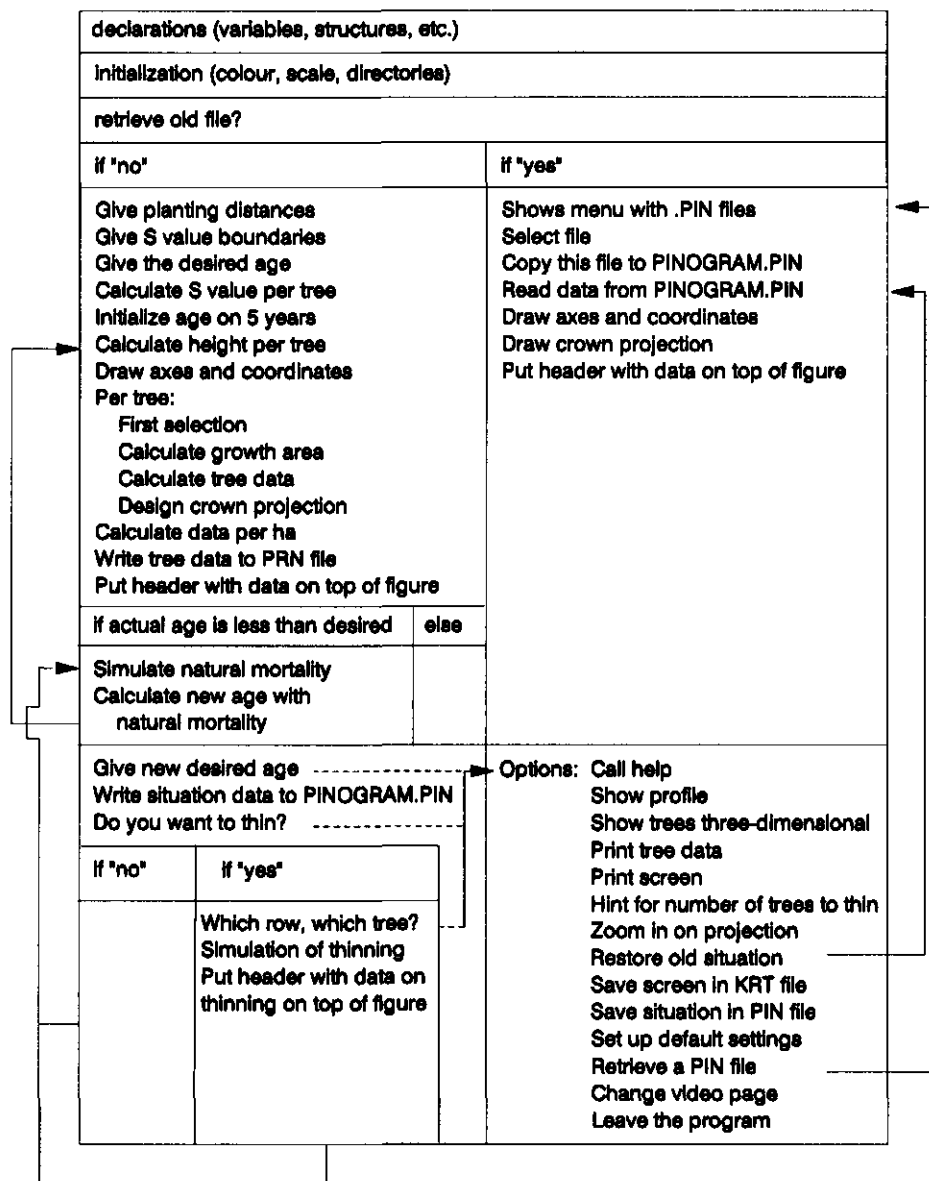 declarations (variables, structures, etc.)
initialization (colour, scale, directories)
retrieve old file?
if "no"
Give planting distances
Give S value boundaries
Give the desired age
Calculate S value per tree
Initialize age on 5 years
Calculate height per tree
Draw axes and coordinates
Per tree:
First selection
Calculate growth area
Calculate tree data
Design crown projection
Calculate data per ha
Write tree data to PRN file
Put header with data on top of figure
if actual age is less than desired
else
Simulate natural mortality
Calculate new age with
natural mortality
if "yes"
Shows menu with .PIN files
Select file
Copy this file to PINOGRAM.PIN
Read data from PINOGRAM.PIN
Draw axes and coordinates
Draw crown projection
Put header with data on top of figure
Give new desired age
Write situation data to PINOGRAM.PIN
Do you want to thin?
if "no"
if "yes"
Which row, which tree?
Simulation of thinning
Put header with data on
thinning on top of figure
Options: Call help
Show profile
Show trees three-dimensional
Print tree data
Print screen
Hint for number of trees to thin
Zoom in on projection
Restore old situation
Save screen in KRT file
Save situation in PIN file
Set up default settings
Retrieve a PIN file
Change video page
Leave the program